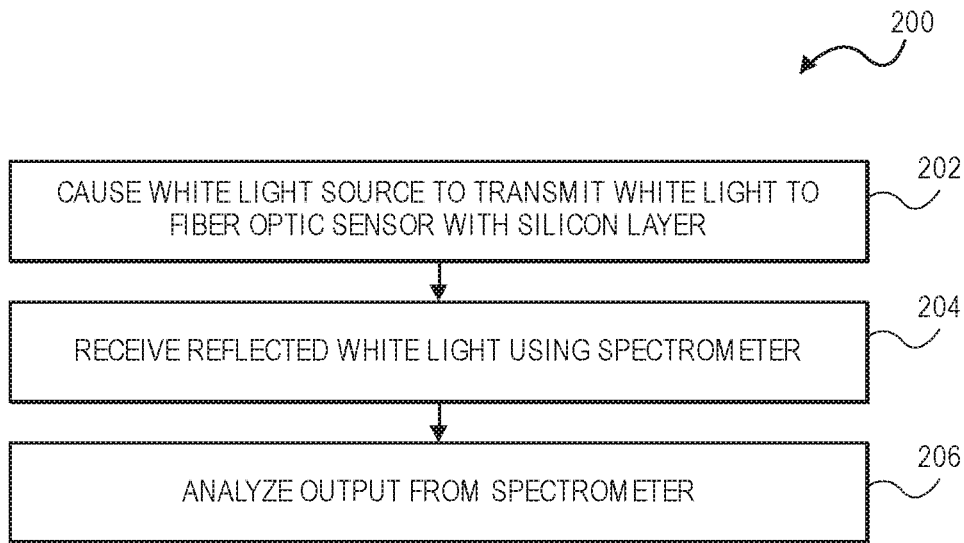 200
202
CAUSE WHITE LIGHT SOURCE TO TRANSMIT WHITE LIGHT TO
FIBER OPTIC SENSOR WITH SILICON LAYER
204
RECEIVE REFLECTED WHITE LIGHT USING SPECTROMETER
206
ANALYZE OUTPUT FROM SPECTROMETER